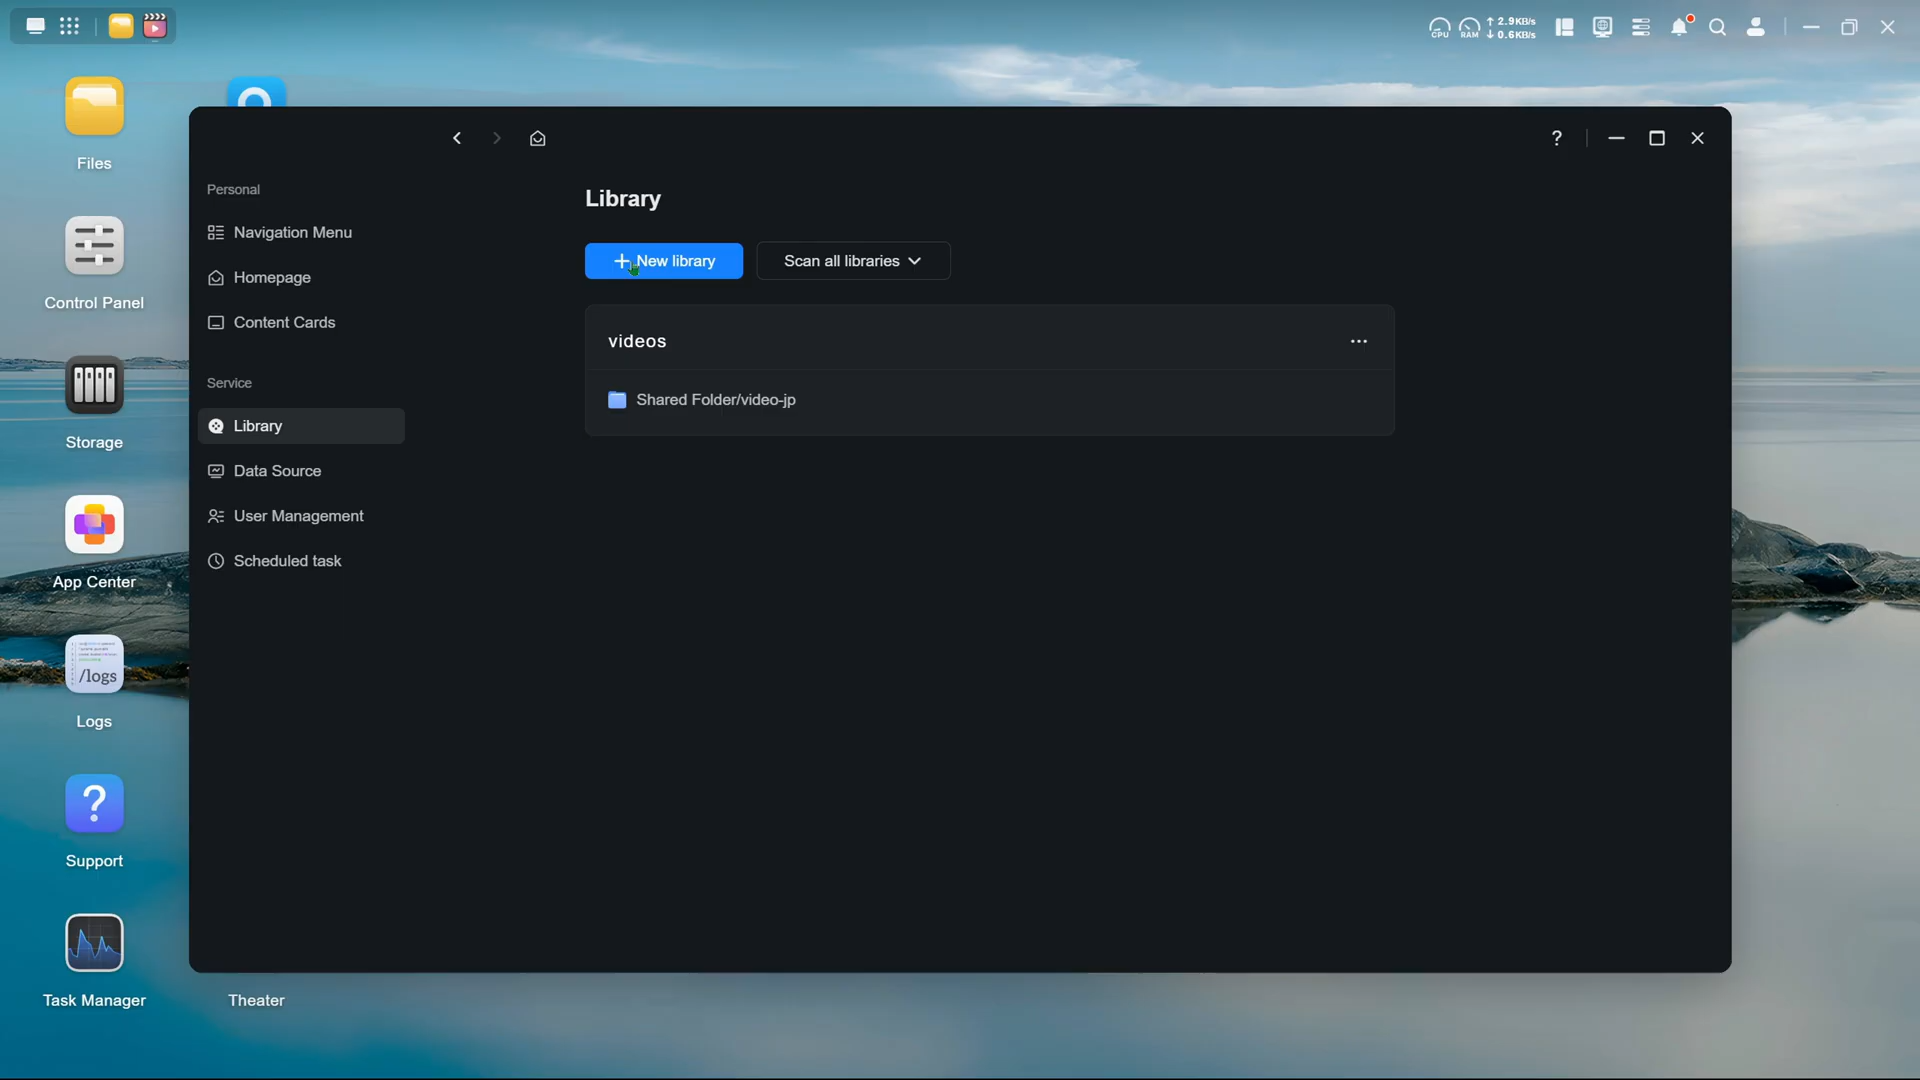 CPU
RAM
2.9KB/s
0.6KB/s
Files
Control Panel
Storage
App Center
/logs
Logs
Support
Task Manager
Theater
Personal
Navigation Menu
Homepage
Content Cards
Service
Library
Data Source
User Management
Scheduled task
Library
New library
Scan all libraries
videos
Shared Folder/video-jp